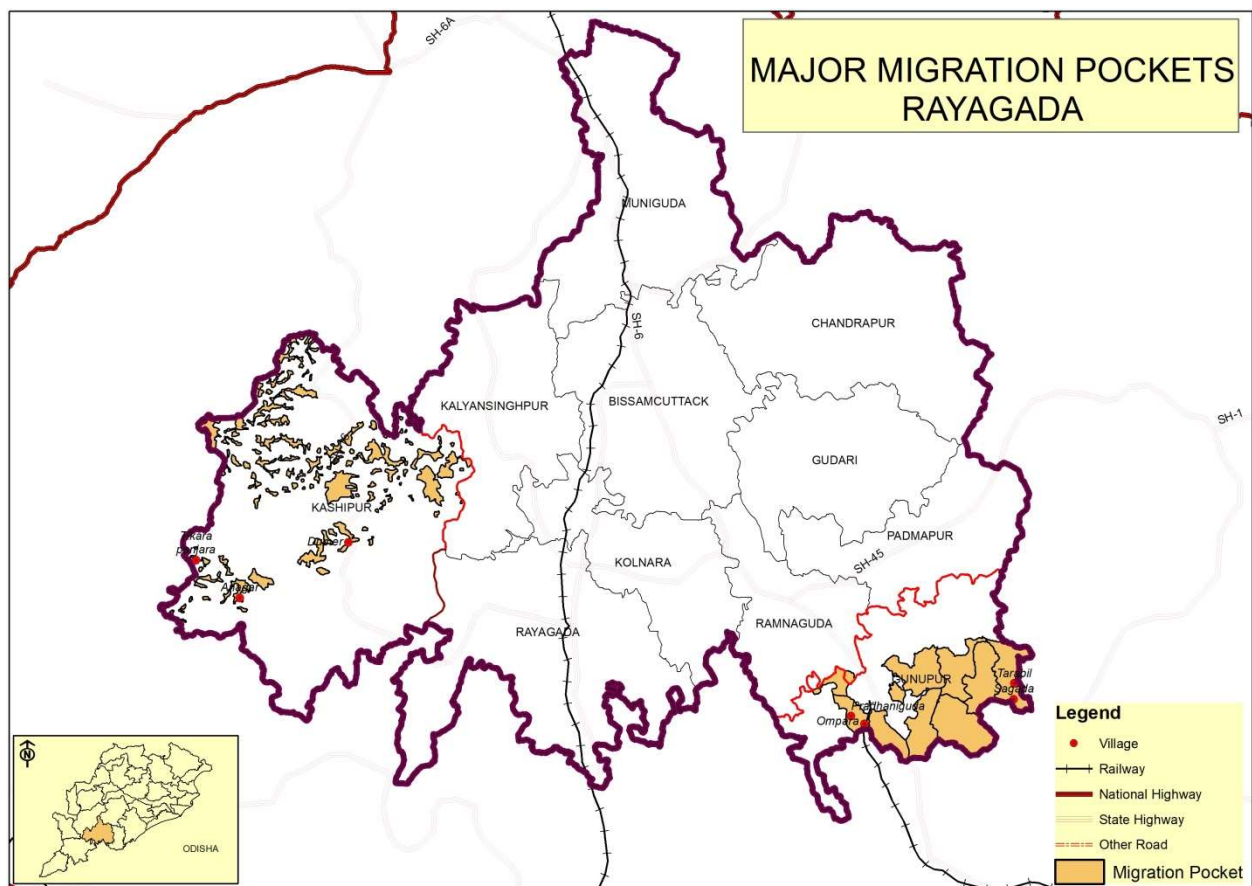 MAJOR MIGRATION POCKETS
RAYAGADA
SH-6A
MUNIGUDA
CHANDRAPUR
SH-6
KALYANSINGHPUR
BISSAMCUTTACK
SH-1
GUDARI
KASHIPUR
PADMAPUR
panjara
SH-45
KOLNARA
RAMNAGUDA
RAYAGADA
GUNUPUR
Tarapil
Sagada
Pradhaniguda
Ompara
Legend
Village
Railway
National Highway
State Highway
Other Road
Migration Pocket
N
ODISHA